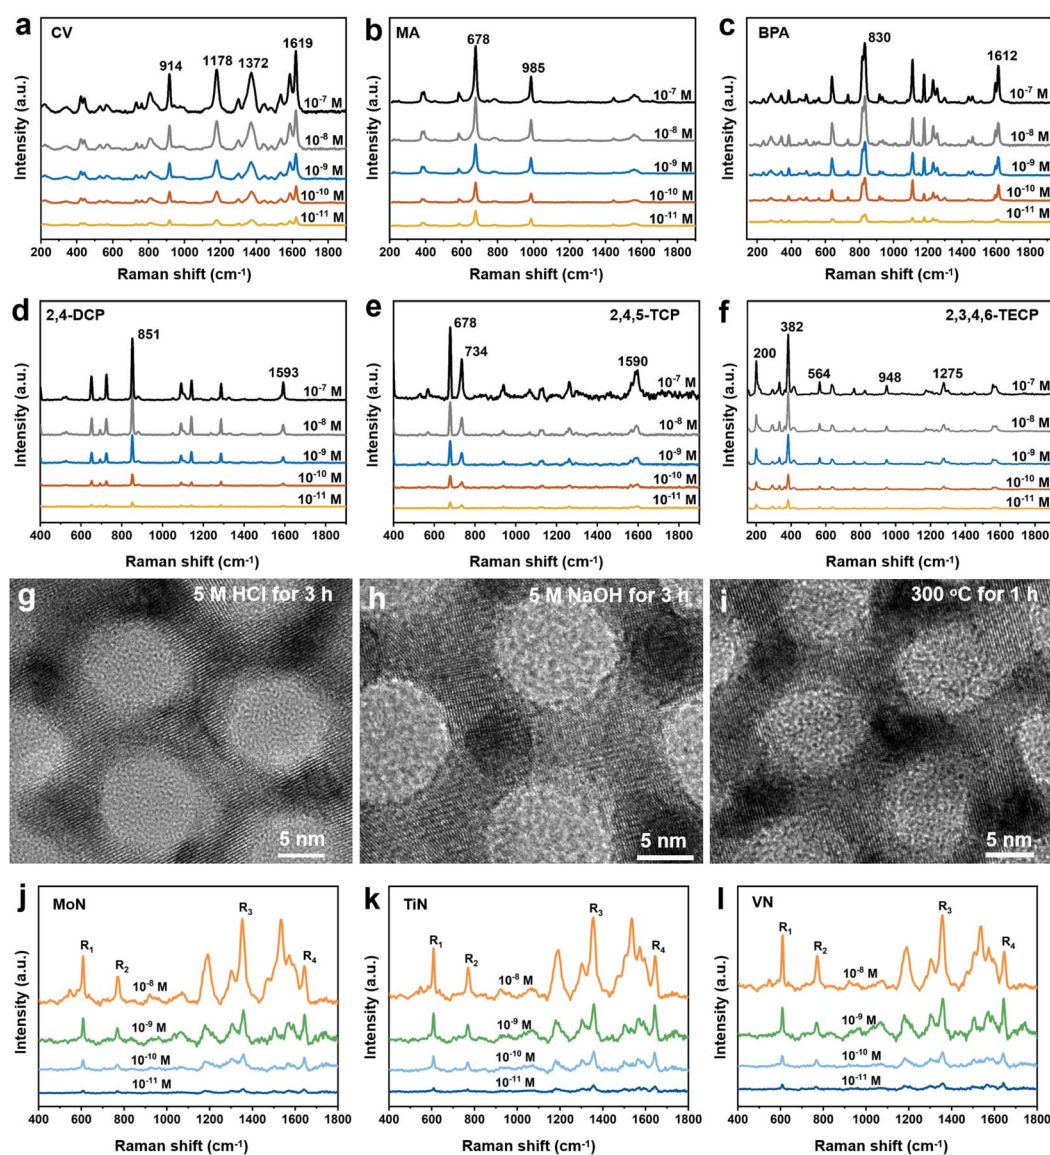 a CV
914
1178
1372
1619
10⁻⁷ M
10⁻⁸ M
10⁻⁹ M
10⁻¹⁰ M
10⁻¹¹ M
Intensity (a.u.)
200 400 600 800 1000 1200 1400 1600 1800
Raman shift (cm⁻¹)
b MA
678
985
10⁻⁷ M
10⁻⁸ M
10⁻⁹ M
10⁻¹⁰ M
10⁻¹¹ M
Intensity (a.u.)
200 400 600 800 1000 1200 1400 1600 1800
Raman shift (cm⁻¹)
c BPA
830
1612
10⁻⁷ M
10⁻⁸ M
10⁻⁹ M
10⁻¹⁰ M
10⁻¹¹ M
Intensity (a.u.)
200 400 600 800 1000 1200 1400 1600 1800
Raman shift (cm⁻¹)
d 2,4-DCP
851
1593
10⁻⁷ M
10⁻⁸ M
10⁻⁹ M
10⁻¹⁰ M
10⁻¹¹ M
Intensity (a.u.)
400 600 800 1000 1200 1400 1600 1800
Raman shift (cm⁻¹)
e 2,4,5-TCP
678
734
1590
10⁻⁷ M
10⁻⁸ M
10⁻⁹ M
10⁻¹⁰ M
10⁻¹¹ M
Intensity (a.u.)
400 600 800 1000 1200 1400 1600 1800
Raman shift (cm⁻¹)
f 2,3,4,6-TECP
200
382
564
948
1275
10⁻⁷ M
10⁻⁸ M
10⁻⁹ M
10⁻¹⁰ M
10⁻¹¹ M
Intensity (a.u.)
200 400 600 800 1000 1200 1400 1600 1800
Raman shift (cm⁻¹)
g 5 M HCl for 3 h
5 nm
h 5 M NaOH for 3 h
5 nm
i 300 °C for 1 h
5 nm
j MoN
R₁
R₂
R₃
R₄
10⁻⁸ M
10⁻⁹ M
10⁻¹⁰ M
10⁻¹¹ M
Intensity (a.u.)
400 600 800 1000 1200 1400 1600 1800
Raman shift (cm⁻¹)
k TiN
R₁
R₂
R₃
R₄
10⁻⁸ M
10⁻⁹ M
10⁻¹⁰ M
10⁻¹¹ M
Intensity (a.u.)
400 600 800 1000 1200 1400 1600 1800
Raman shift (cm⁻¹)
l VN
R₁
R₂
R₃
R₄
10⁻⁸ M
10⁻⁹ M
10⁻¹⁰ M
10⁻¹¹ M
Intensity (a.u.)
400 600 800 1000 1200 1400 1600 1800
Raman shift (cm⁻¹)